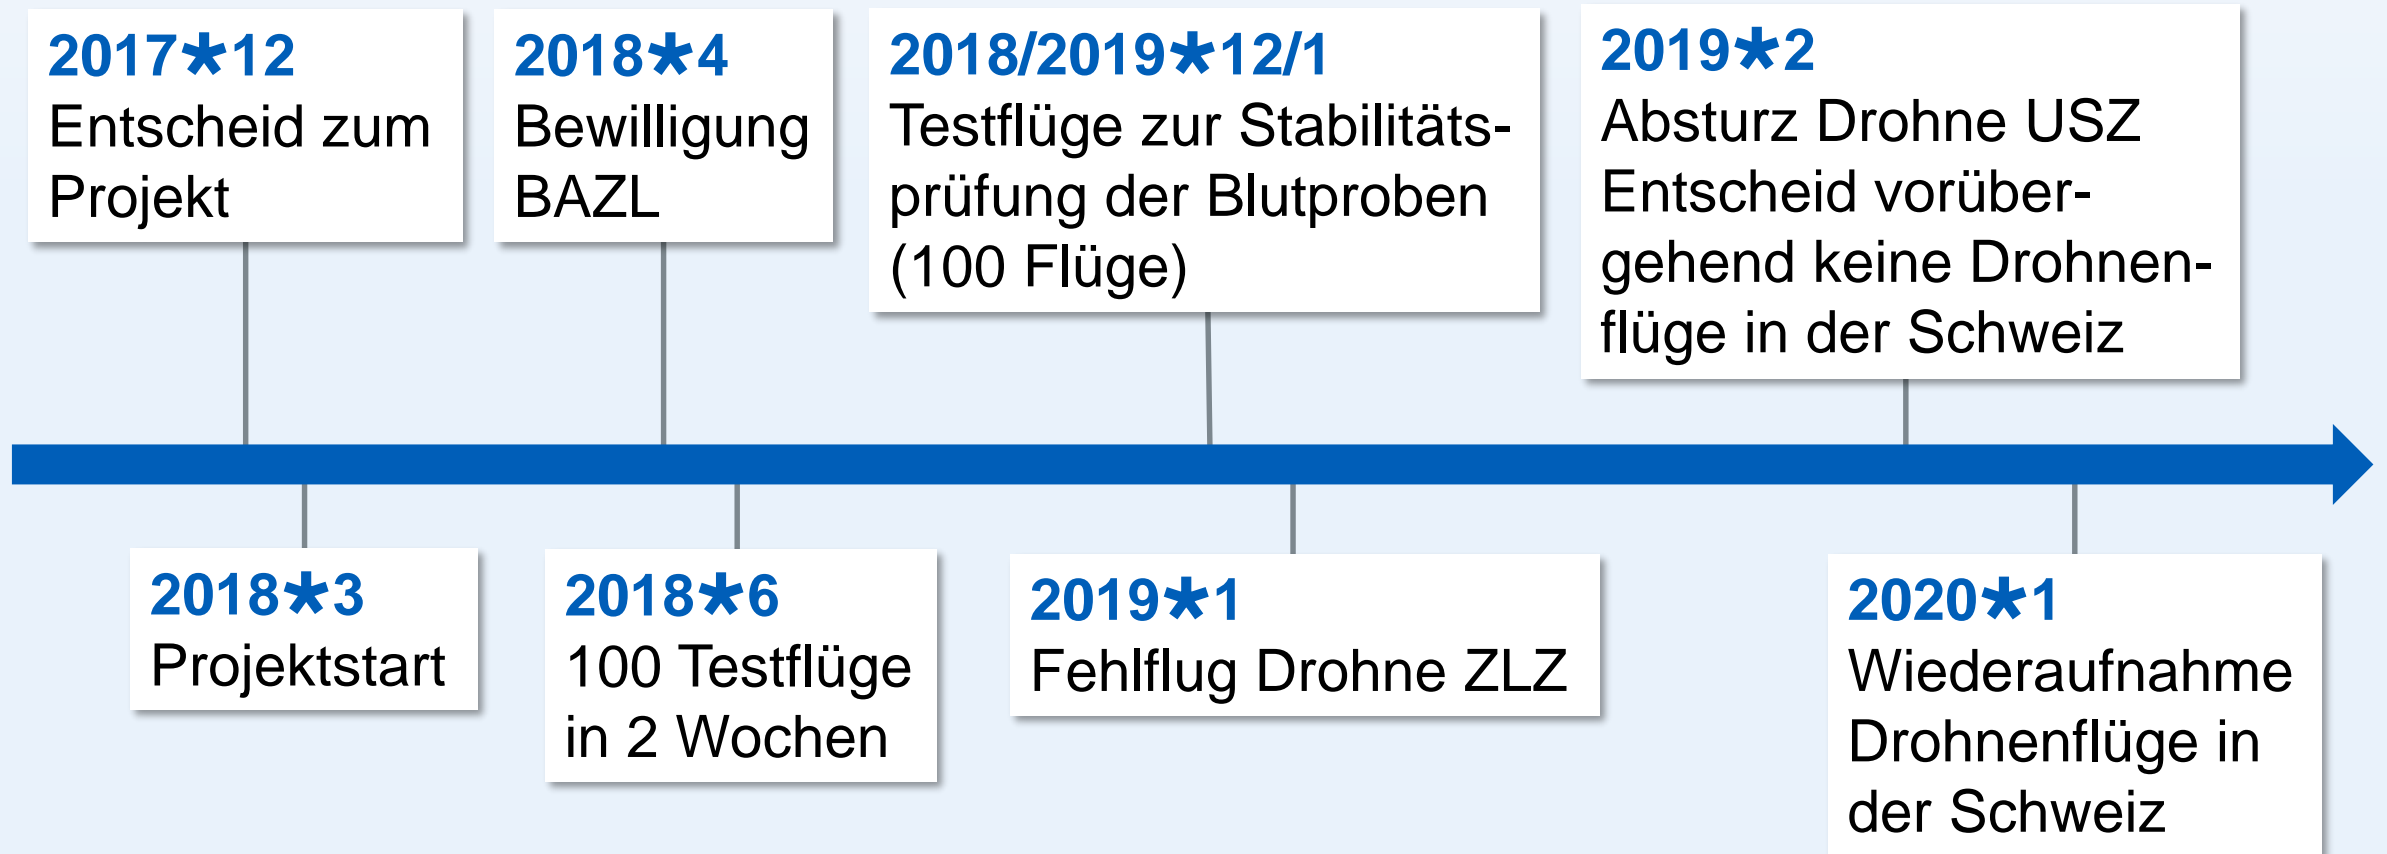 2017*12
Entscheid zum
Projekt
2018*4
Bewilligung
BAZL
2018/2019*12/1
Testflüge zur Stabilitäts-
prüfung der Blutproben
(100 Flüge)
2019*2
Absturz Drohne USZ
Entscheid vorüber-
gehend keine Drohnen-
flüge in der Schweiz
2018*3
Projektstart
2018*6
100 Testflüge
in 2 Wochen
2019*1
Fehlflug Drohne ZLZ
2020*1
Wiederaufnahme
Drohnenflüge in
der Schweiz